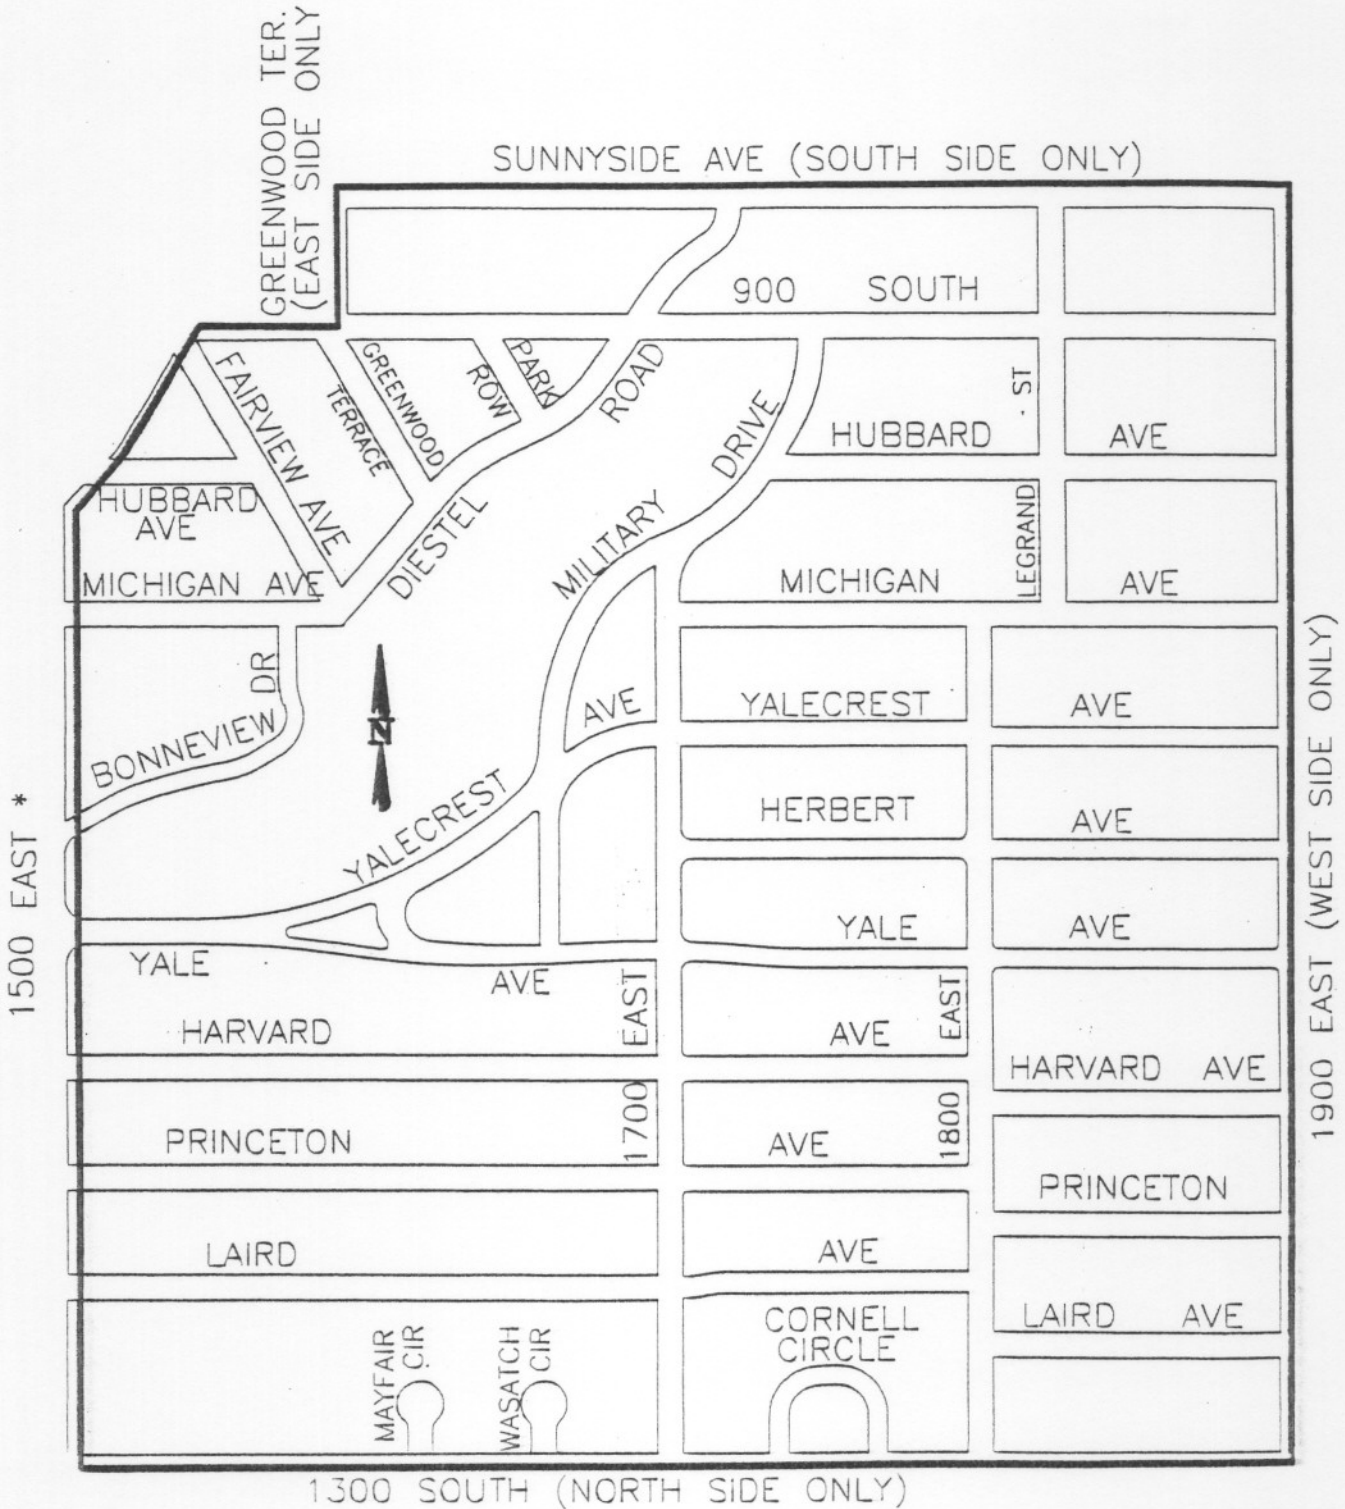 GREENWOOD TER.
(EAST SIDE ONLY
SUNNYSIDE AVE (SOUTH SIDE ONLY)
900 SOUTH
FAIRVIEW AVE
GREENWOOD
TERRACE
PARK
ROW
DIESTEL ROAD
MILITARY DRIVE
HUBBARD AVE
LEGRAND ST
HUBBARD
AVE
MICHIGAN AVE
MICHIGAN AVE
BONNEVIEW DR
N
AVE
YALECREST AVE
YALECREST
HERBERT AVE
YALE AVE
YALE AVE
1500 EAST *
1900 EAST (WEST SIDE ONLY)
HARVARD AVE
1700 EAST
1800 EAST
HARVARD AVE
PRINCETON AVE
PRINCETON
LAIRD AVE
LAIRD AVE
MAYFAIR
CIR
WASATCH
CIR
CORNELL
CIRCLE
1300 SOUTH (NORTH SIDE ONLY)